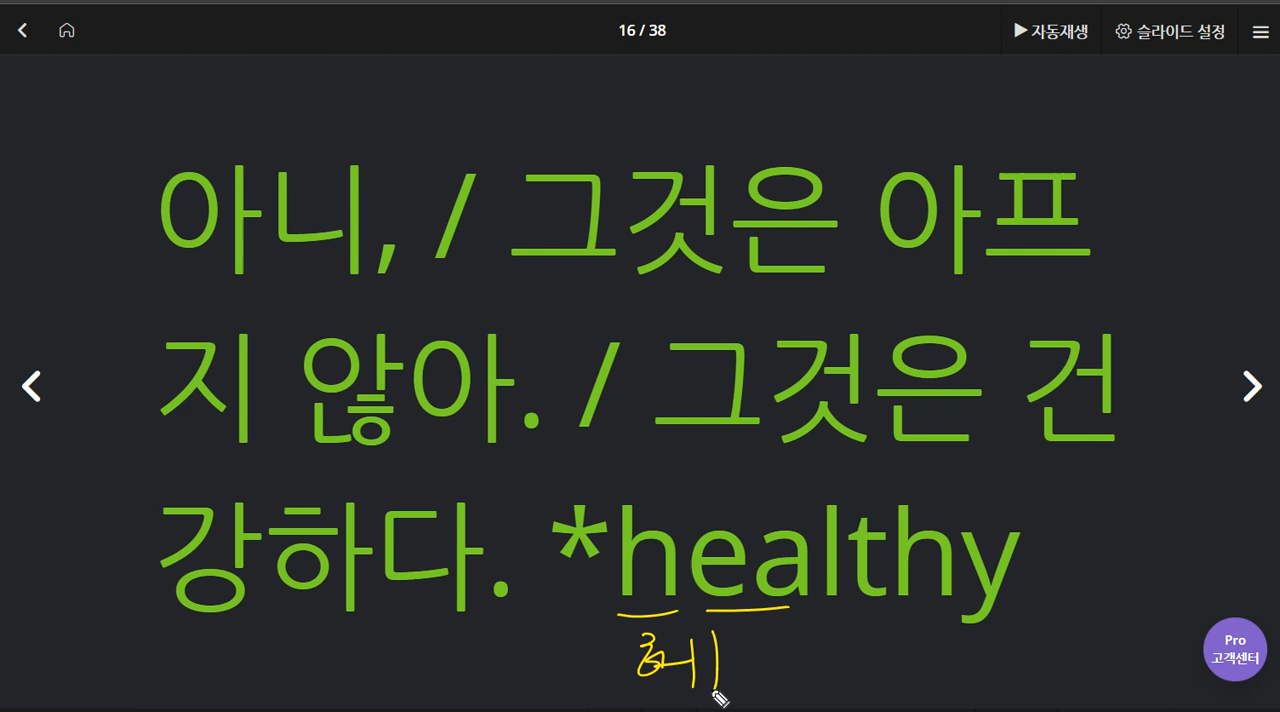 16 / 38
▶ 자동재생
슬라이드 설정
아니, / 그것은 아프
지 않아. / 그것은 건
강하다. *healthy
헤
Pro
고객센터